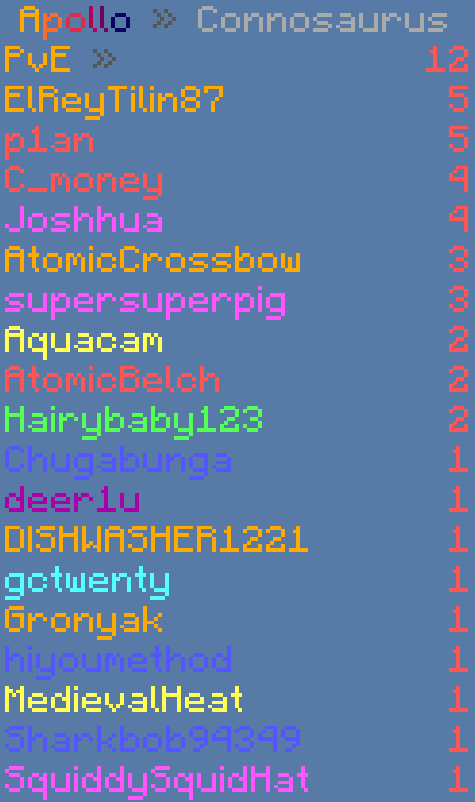 Apollo » Connosaurus
PvE » 12
ElReyTilin87 5
p1an 5
C_money 4
Joshhua 4
AtomicCrossbow 3
supersuperpig 3
Aquacam 2
AtomicBelch 2
Hairybaby123 2
Chugabunga 1
deer1u 1
DISHWASHER1221 1
gctwenty 1
Gronyak 1
hiyoumethod 1
MedievalHeat 1
Sharkbob94349 1
SquiddySquidHat 1